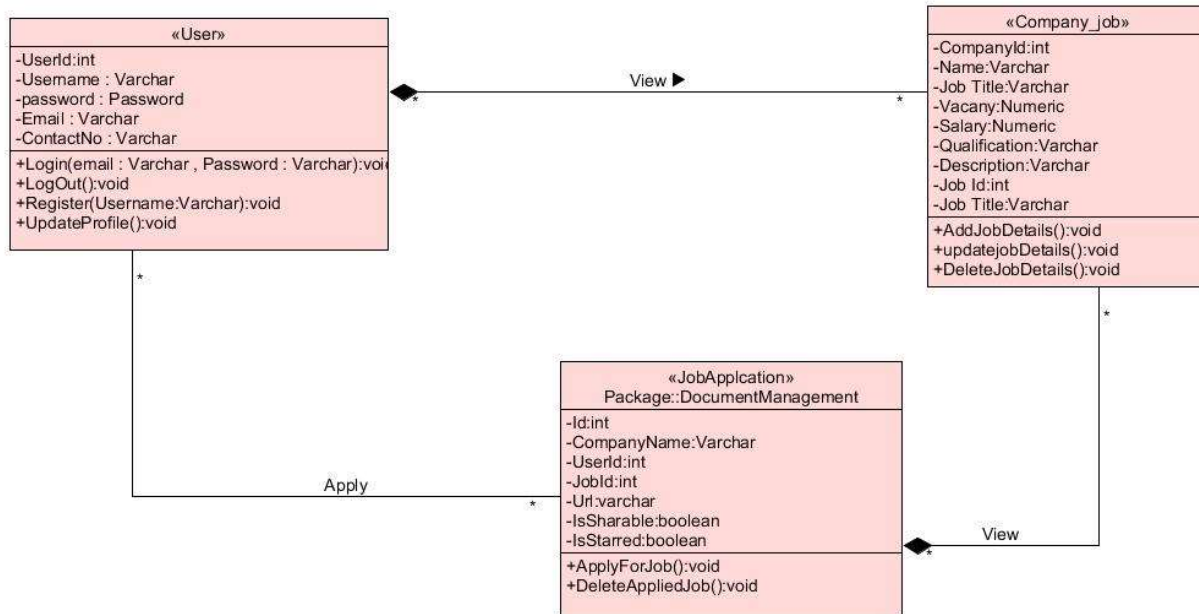 «User»
-UserId:int
-Username : Varchar
-password : Password
-Email : Varchar
-ContactNo : Varchar
+Login(email : Varchar , Password : Varchar):voi
+LogOut():void
+Register(Username:Varchar):void
+UpdateProfile():void
*
View ▶
*
«Company_job»
-CompanyId:int
-Name:Varchar
-Job Title:Varchar
-Vacany:Numeric
-Salary:Numeric
-Qualification:Varchar
-Description:Varchar
-Job Id:int
-Job Title:Varchar
+AddJobDetails():void
+updatejobDetails():void
+DeleteJobDetails():void
*
*
«JobApplcation»
Package::DocumentManagement
-Id:int
-CompanyName:Varchar
-UserId:int
-JobId:int
-Url:varchar
-IsSharable:boolean
-IsStarred:boolean
+ApplyForJob():void
+DeleteAppliedJob():void
Apply
*
View
*